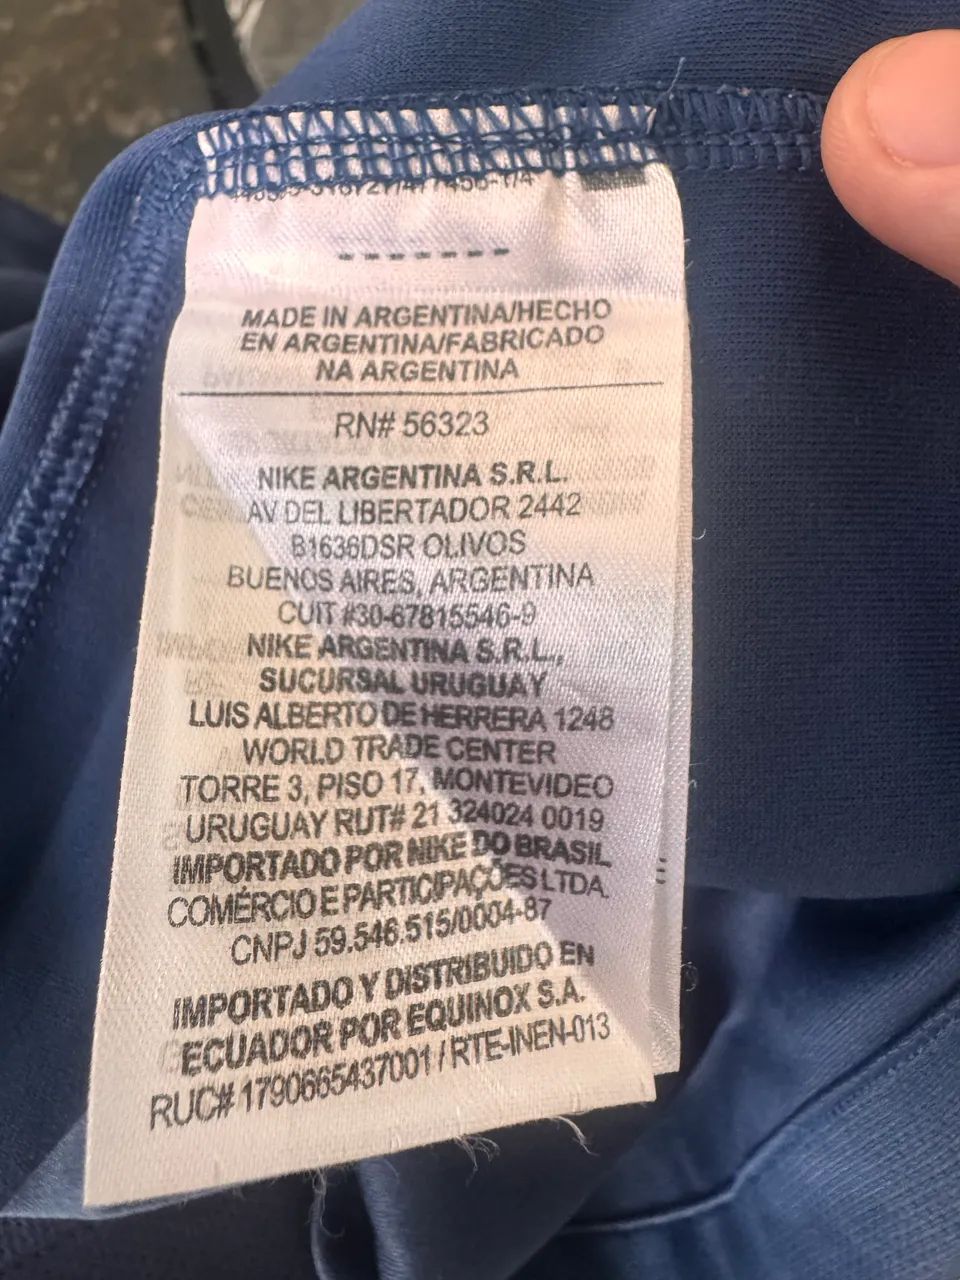 MADE IN ARGENTINA/HECHO
EN ARGENTINA/FABRICADO
NA ARGENTINA
RN# 56323
NIKE ARGENTINA S.R.L.
AV DEL LIBERTADOR 2442
B1636DSR OLIVOS
BUENOS AIRES, ARGENTINA
CUIT #30-67815546-9
NIKE ARGENTINA S.R.L.,
SUCURSAL URUGUAY
LUIS ALBERTO DE HERRERA 1248
WORLD TRADE CENTER
TORRE 3, PISO 17, MONTEVIDEO
URUGUAY RUT# 21 324024 0019
IMPORTADO POR NIKE DO BRASIL
COMÉRCIO E PARTICIPAÇÕES LTDA.
CNPJ 59.546.515/0004-87
IMPORTADO Y DISTRIBUIDO EN
ECUADOR POR EQUINOX S.A.
RUC# 1790665437001 / RTE-INEN-013